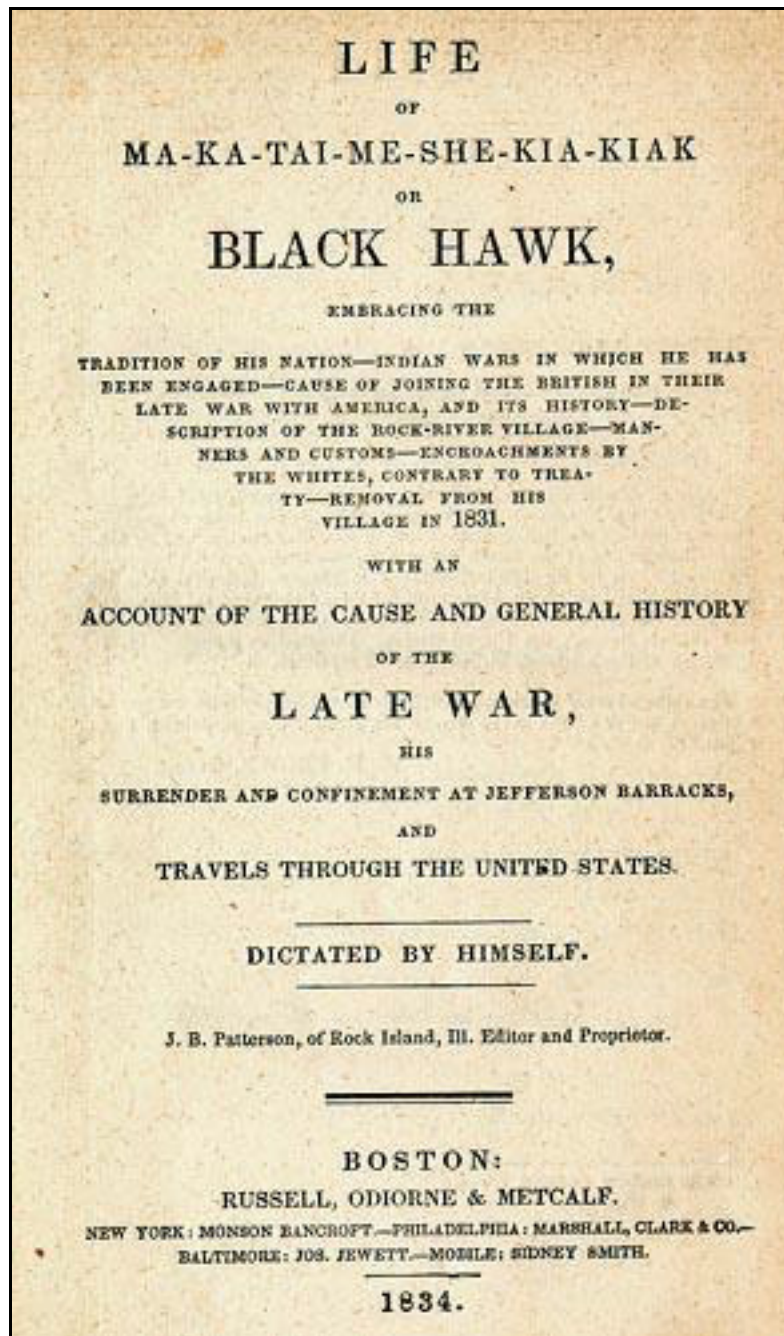 LIFE
OF
MA-KA-TAI-ME-SHE-KIA-KIAK
OR
BLACK HAWK,
EMBRACING THE
TRADITION OF HIS NATION—INDIAN WARS IN WHICH HE HAS
BEEN ENGAGED—CAUSE OF JOINING THE BRITISH IN THEIR
LATE WAR WITH AMERICA, AND ITS HISTORY—DE-
SCRIPTION OF THE ROCK-RIVER VILLAGE—MAN-
NERS AND CUSTOMS—ENCROACHMENTS BY
THE WHITES, CONTRARY TO TREA-
TY—REMOVAL FROM HIS
VILLAGE IN 1831.
WITH AN
ACCOUNT OF THE CAUSE AND GENERAL HISTORY
OF THE
LATE WAR,
HIS
SURRENDER AND CONFINEMENT AT JEFFERSON BARRACKS,
AND
TRAVELS THROUGH THE UNITED STATES.
DICTATED BY HIMSELF.
J. B. Patterson, of Rock Island, Ill. Editor and Proprietor.
BOSTON:
RUSSELL, ODIORNE & METCALF.
NEW YORK: MONSON BANCROFT.—PHILADELPHIA: MARSHALL, CLARK & CO.—
BALTIMORE: JOS. JEWETT.—MOBILE: SIDNEY SMITH.
1834.